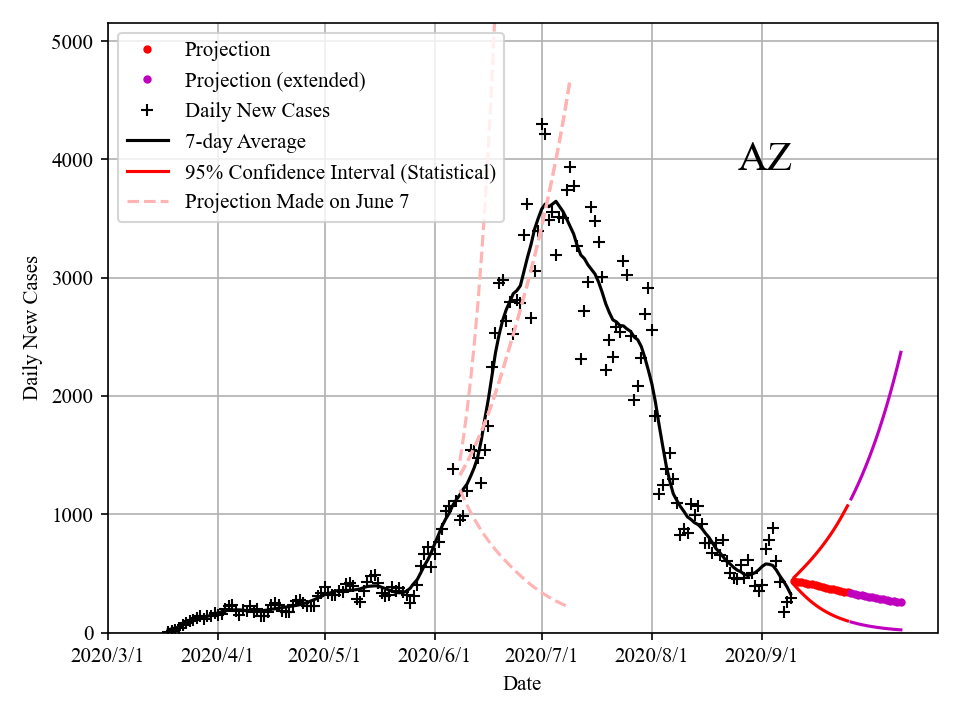 5000
4000
3000
2000
1000
0
Daily New Cases
Projection
Projection (extended)
Daily New Cases
7-day Average
95% Confidence Interval (Statistical)
Projection Made on June 7
AZ
2020/3/1 2020/4/1 2020/5/1 2020/6/1 2020/7/1 2020/8/1 2020/9/1
Date